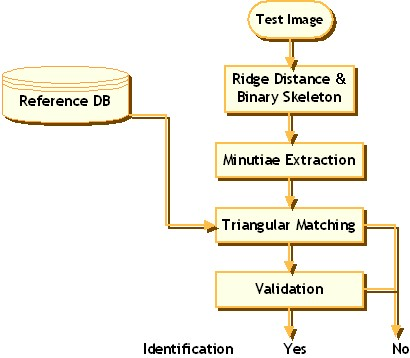 Test Image
Ridge Distance &
Binary Skeleton
Reference DB
Minutiae Extraction
Triangular Matching
Validation
Identification Yes No